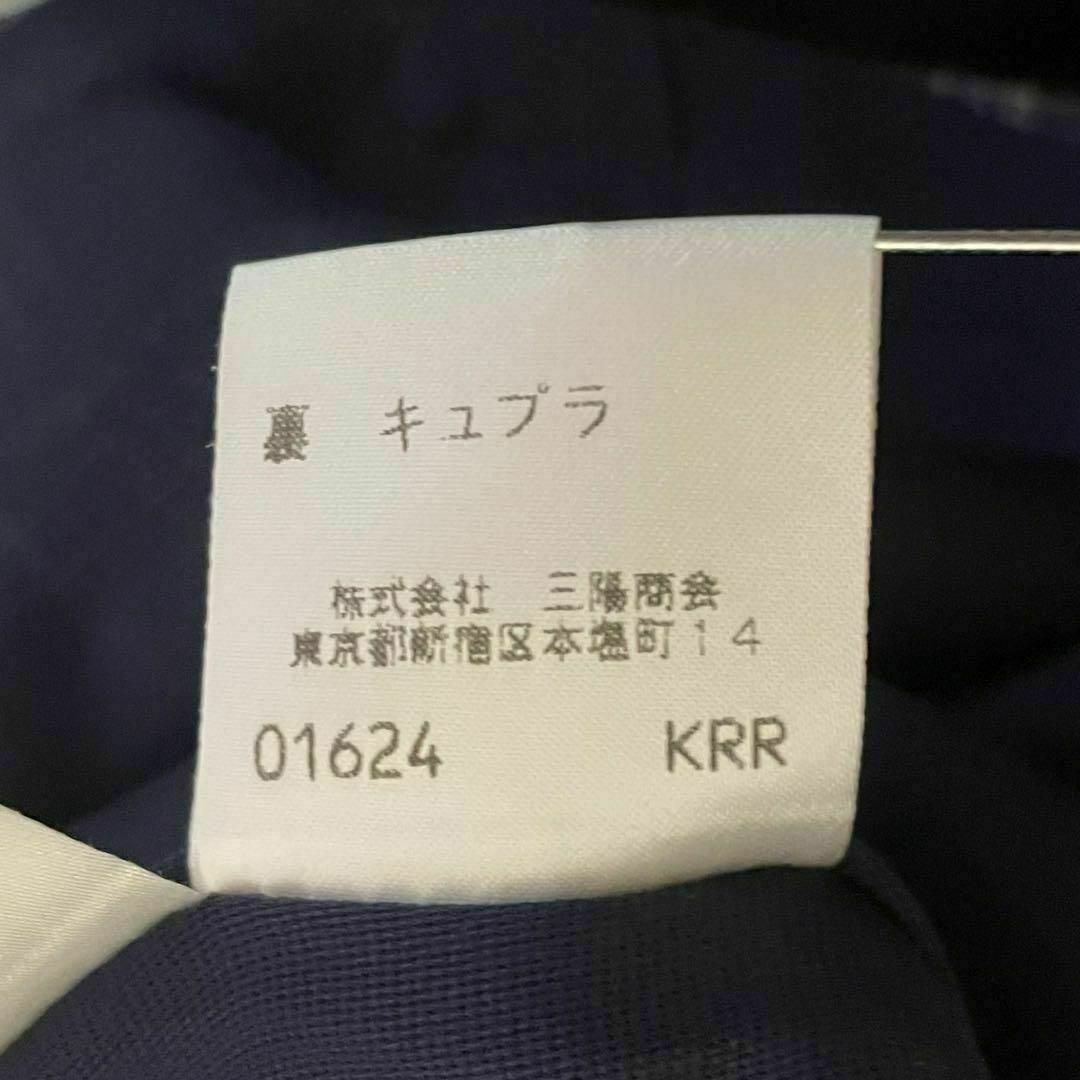 裏　キュプラ
株式会社　三陽商会
東京都新宿区本塩町１４
01624　KRR